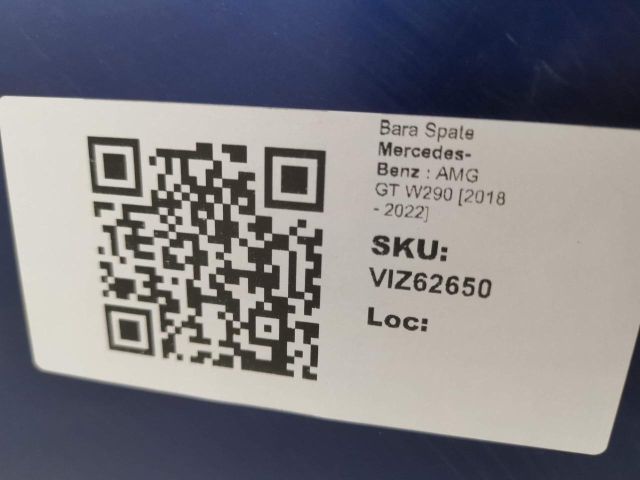 Bara Spate
Mercedes-
Benz : AMG
GT W290 [2018
- 2022]
SKU:
VIZ62650
Loc: